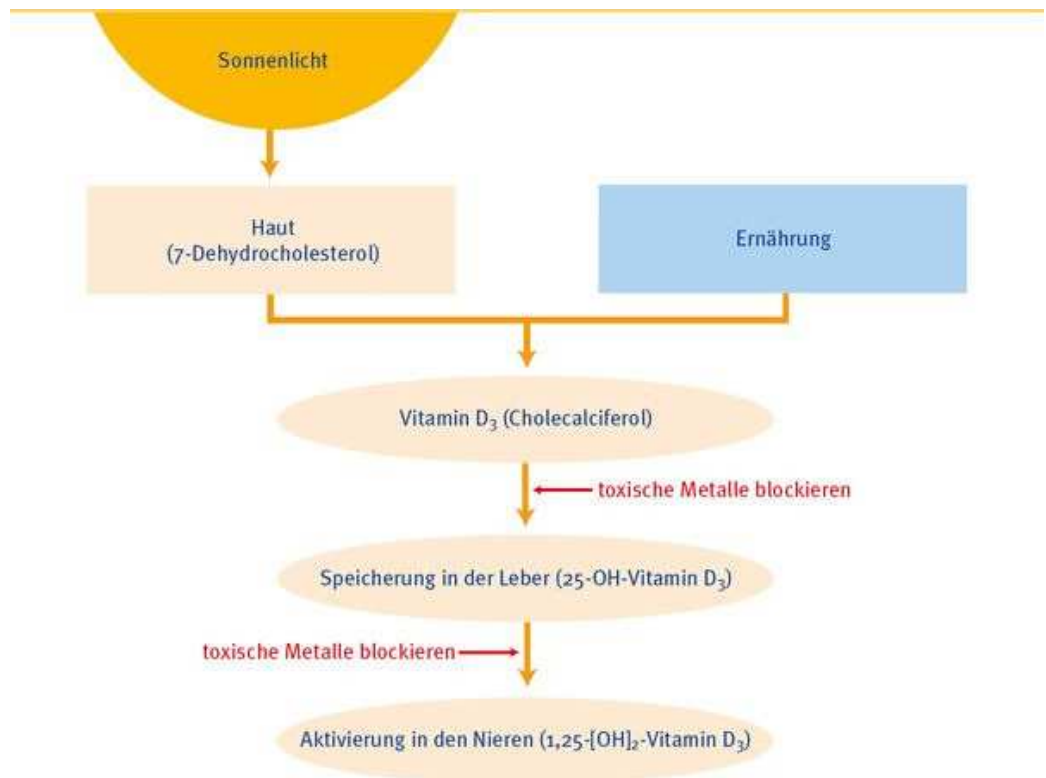 Sonnenlicht
Haut
(7-Dehydrocholesterol)
Ernährung
Vitamin D₃ (Cholecalciferol)
toxische Metalle blockieren
Speicherung in der Leber (25-OH-Vitamin D₃)
toxische Metalle blockieren
Aktivierung in den Nieren (1,25-[OH]₂-Vitamin D₃)